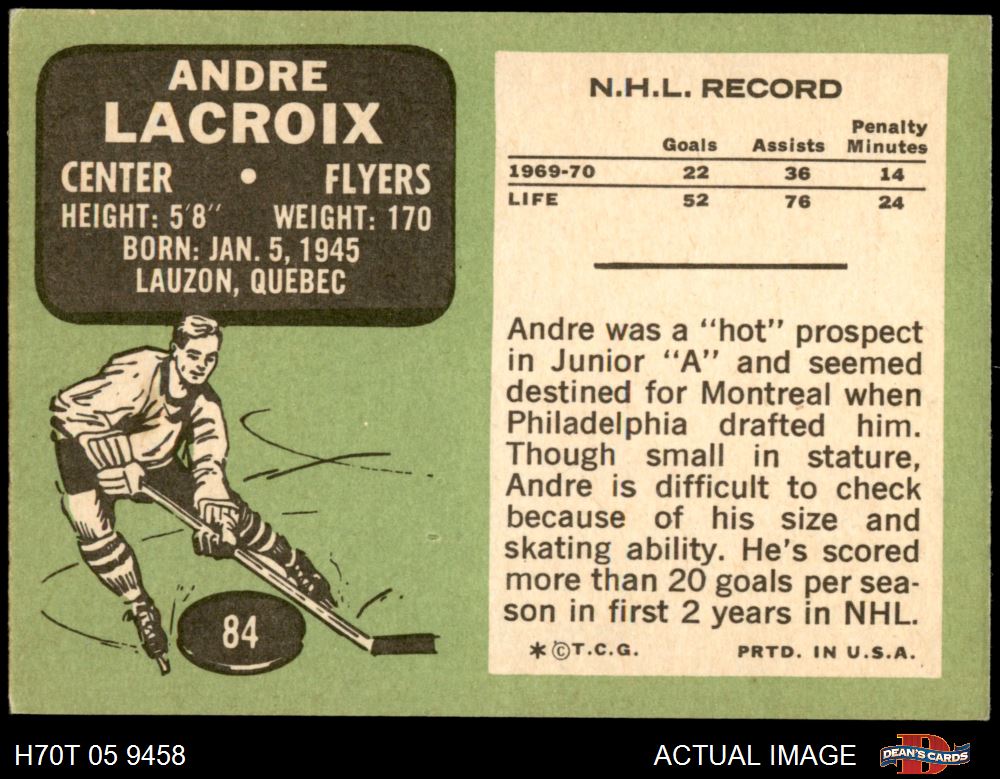 ANDRE
LACROIX
CENTER • FLYERS
HEIGHT: 5'8" WEIGHT: 170
BORN: JAN. 5, 1945
LAUZON, QUEBEC
84
N.H.L. RECORD
Goals Assists Penalty Minutes
1969-70 22 36 14
LIFE 52 76 24
Andre was a "hot" prospect
in Junior "A" and seemed
destined for Montreal when
Philadelphia drafted him.
Though small in stature,
Andre is difficult to check
because of his size and
skating ability. He's scored
more than 20 goals per sea-
son in first 2 years in NHL.
*©T.C.G. PRTD. IN U.S.A.
H70T 05 9458 ACTUAL IMAGE DEAN'S CARDS